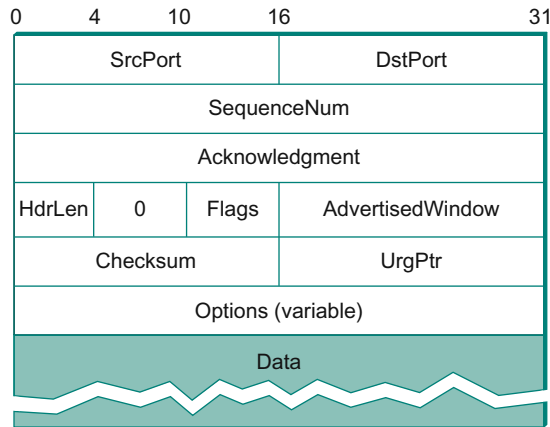 0 4 10 16 31
SrcPort DstPort
SequenceNum
Acknowledgment
HdrLen 0 Flags AdvertisedWindow
Checksum UrgPtr
Options (variable)
Data